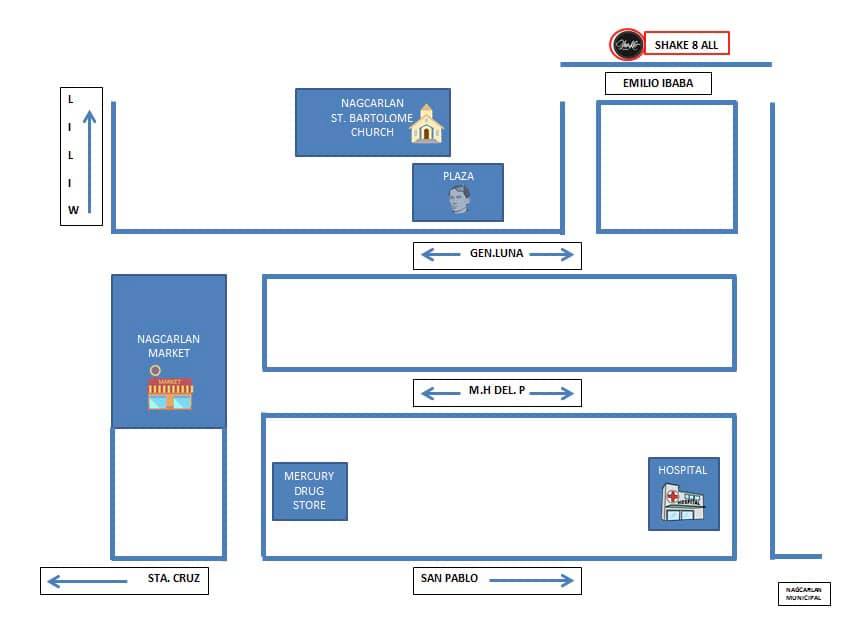 SHAKE 8 ALL
Shake
EMILIO IBABA
L
I
L
I
W
NAGCARLAN
ST. BARTOLOME
CHURCH
PLAZA
GEN.LUNA
NAGCARLAN
MARKET
MARKET
M.H DEL. P
MERCURY
DRUG
STORE
HOSPITAL
HOSPITAL
STA. CRUZ
SAN PABLO
NAGCARLAN
MUNICIPAL